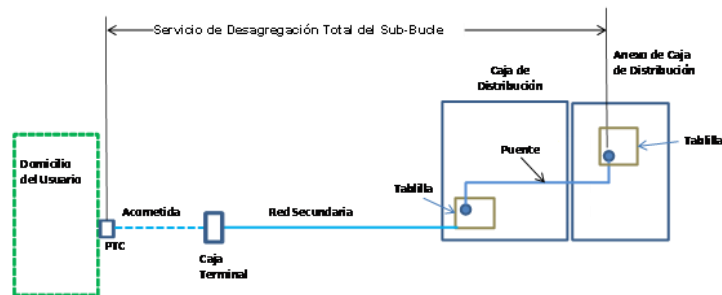 Servicio de Desagregación Total del Sub-Bucle
Anexo de Caja
de Distribución
Caja de
Distribución
Tablilla
Puente
Domicilio
del Usuario
Tablilla
Acometida
Red Secundaria
PTC
Caja
Terminal